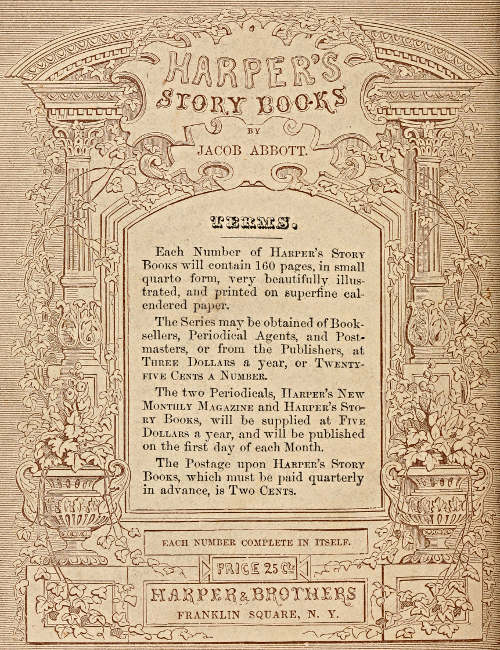 HARPER'S
STORY BOOKS
BY
JACOB ABBOTT.
TERMS.
Each Number of HARPER'S STORY
BOOKS will contain 160 pages, in small
quarto form, very beautifully illus-
trated, and printed on superfine cal-
endered paper.
The Series may be obtained of Book-
sellers, Periodical Agents, and Post-
masters, or from the Publishers, at
THREE DOLLARS a year, or TWENTY-
FIVE CENTS A NUMBER.
The two Periodicals, HARPER'S NEW
MONTHLY MAGAZINE and HARPER'S STO-
RY BOOKS, will be supplied at FIVE
DOLLARS a year, and will be published
on the first day of each Month.
The Postage upon HARPER'S STORY
BOOKS, which must be paid quarterly
in advance, is TWO CENTS.
EACH NUMBER COMPLETE IN ITSELF.
PRICE 25 Cts
HARPER & BROTHERS
FRANKLIN SQUARE, N. Y.